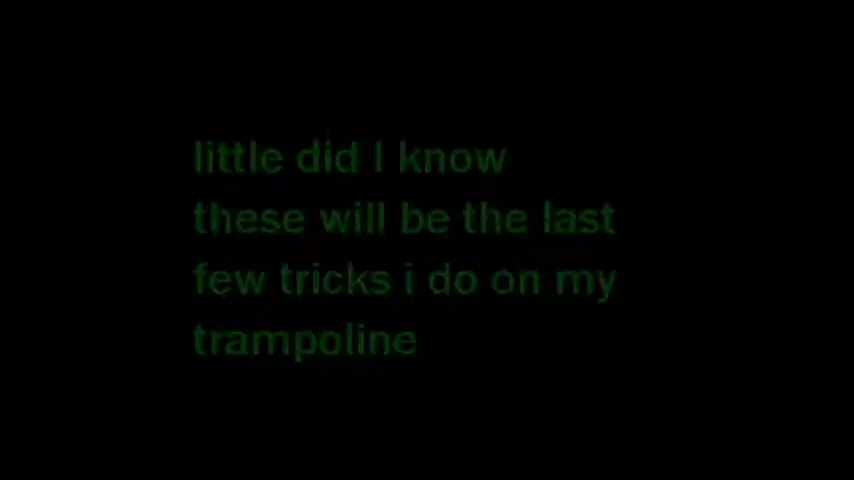 little did I know
these will be the last
few tricks i do on my
trampoline